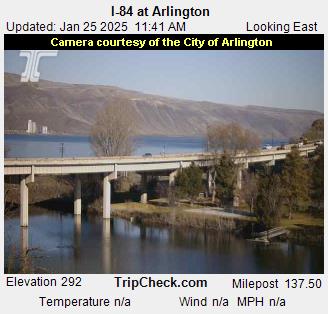 I-84 at Arlington
Updated: Jan 25 2025 11:41 AM Looking East
Camera courtesy of the City of Arlington
Elevation 292 TripCheck.com Milepost 137.50
Temperature n/a Wind n/a MPH n/a